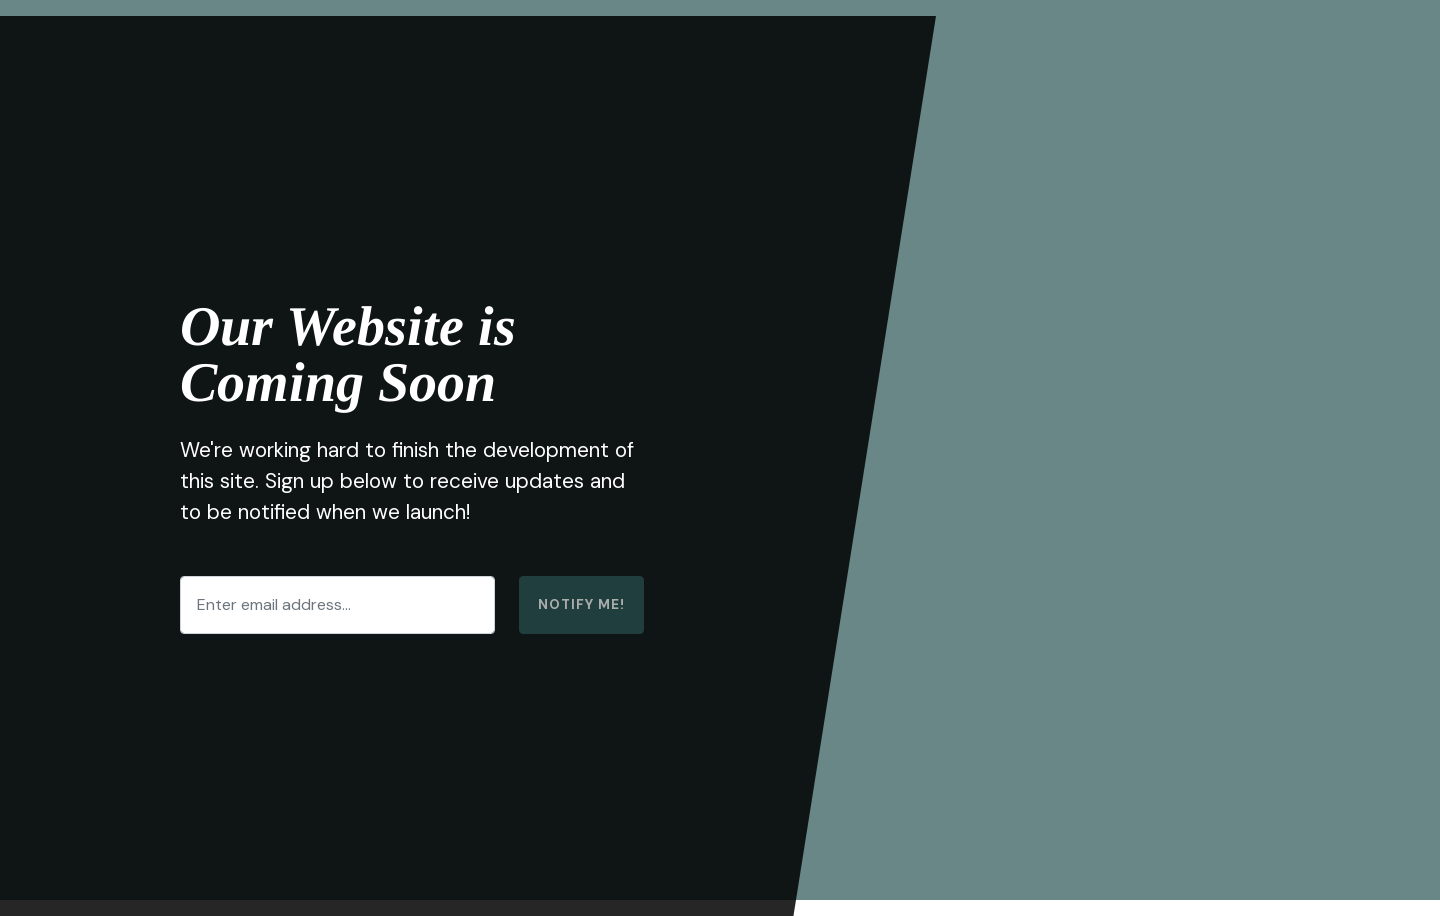 Our Website is
Coming Soon
We're working hard to finish the development of
this site. Sign up below to receive updates and
to be notified when we launch!
Enter email address...
NOTIFY ME!